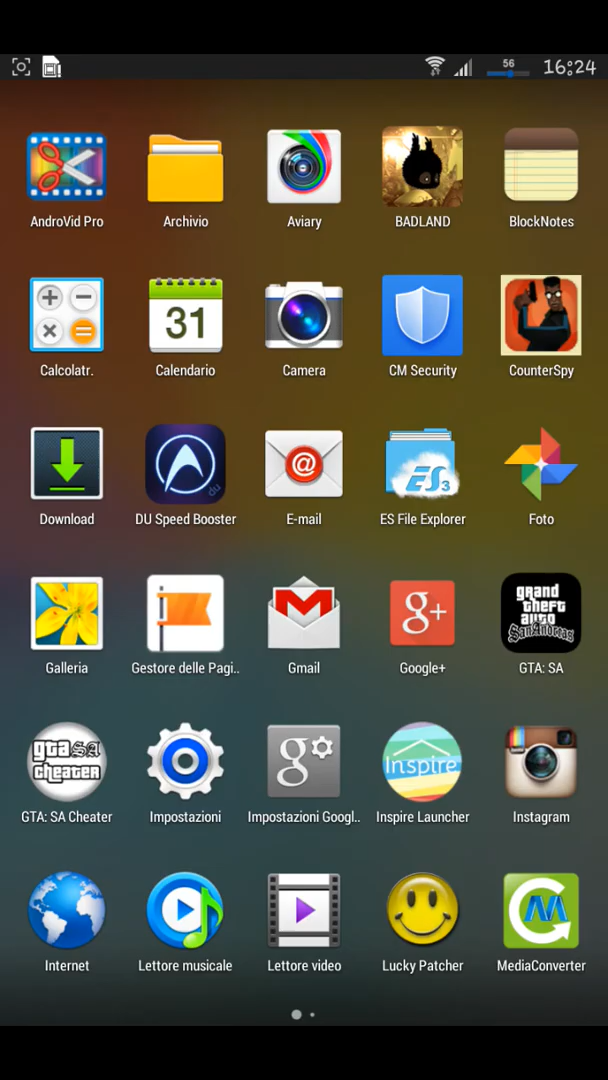 56 16:24
AndroVid Pro Archivio Aviary BADLAND BlockNotes
31
Calcolatr. Calendario Camera CM Security CounterSpy
du @ ES3
Download DU Speed Booster E-mail ES File Explorer Foto
g+ grand
theft
auto
SanAndreas
Galleria Gestore delle Pagi.. Gmail Google+ GTA: SA
gta SA
cheater g Inspire
GTA: SA Cheater Impostazioni Impostazioni Googl.. Inspire Launcher Instagram
M
Internet Lettore musicale Lettore video Lucky Patcher MediaConverter